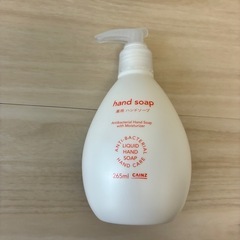 hand soap
薬用 ハンドソープ
Antibacterial Hand Soap
with Moisturizer
ANTI-BACTERIAL
LIQUID
HAND
SOAP
HAND CARE
265ml CAINZ